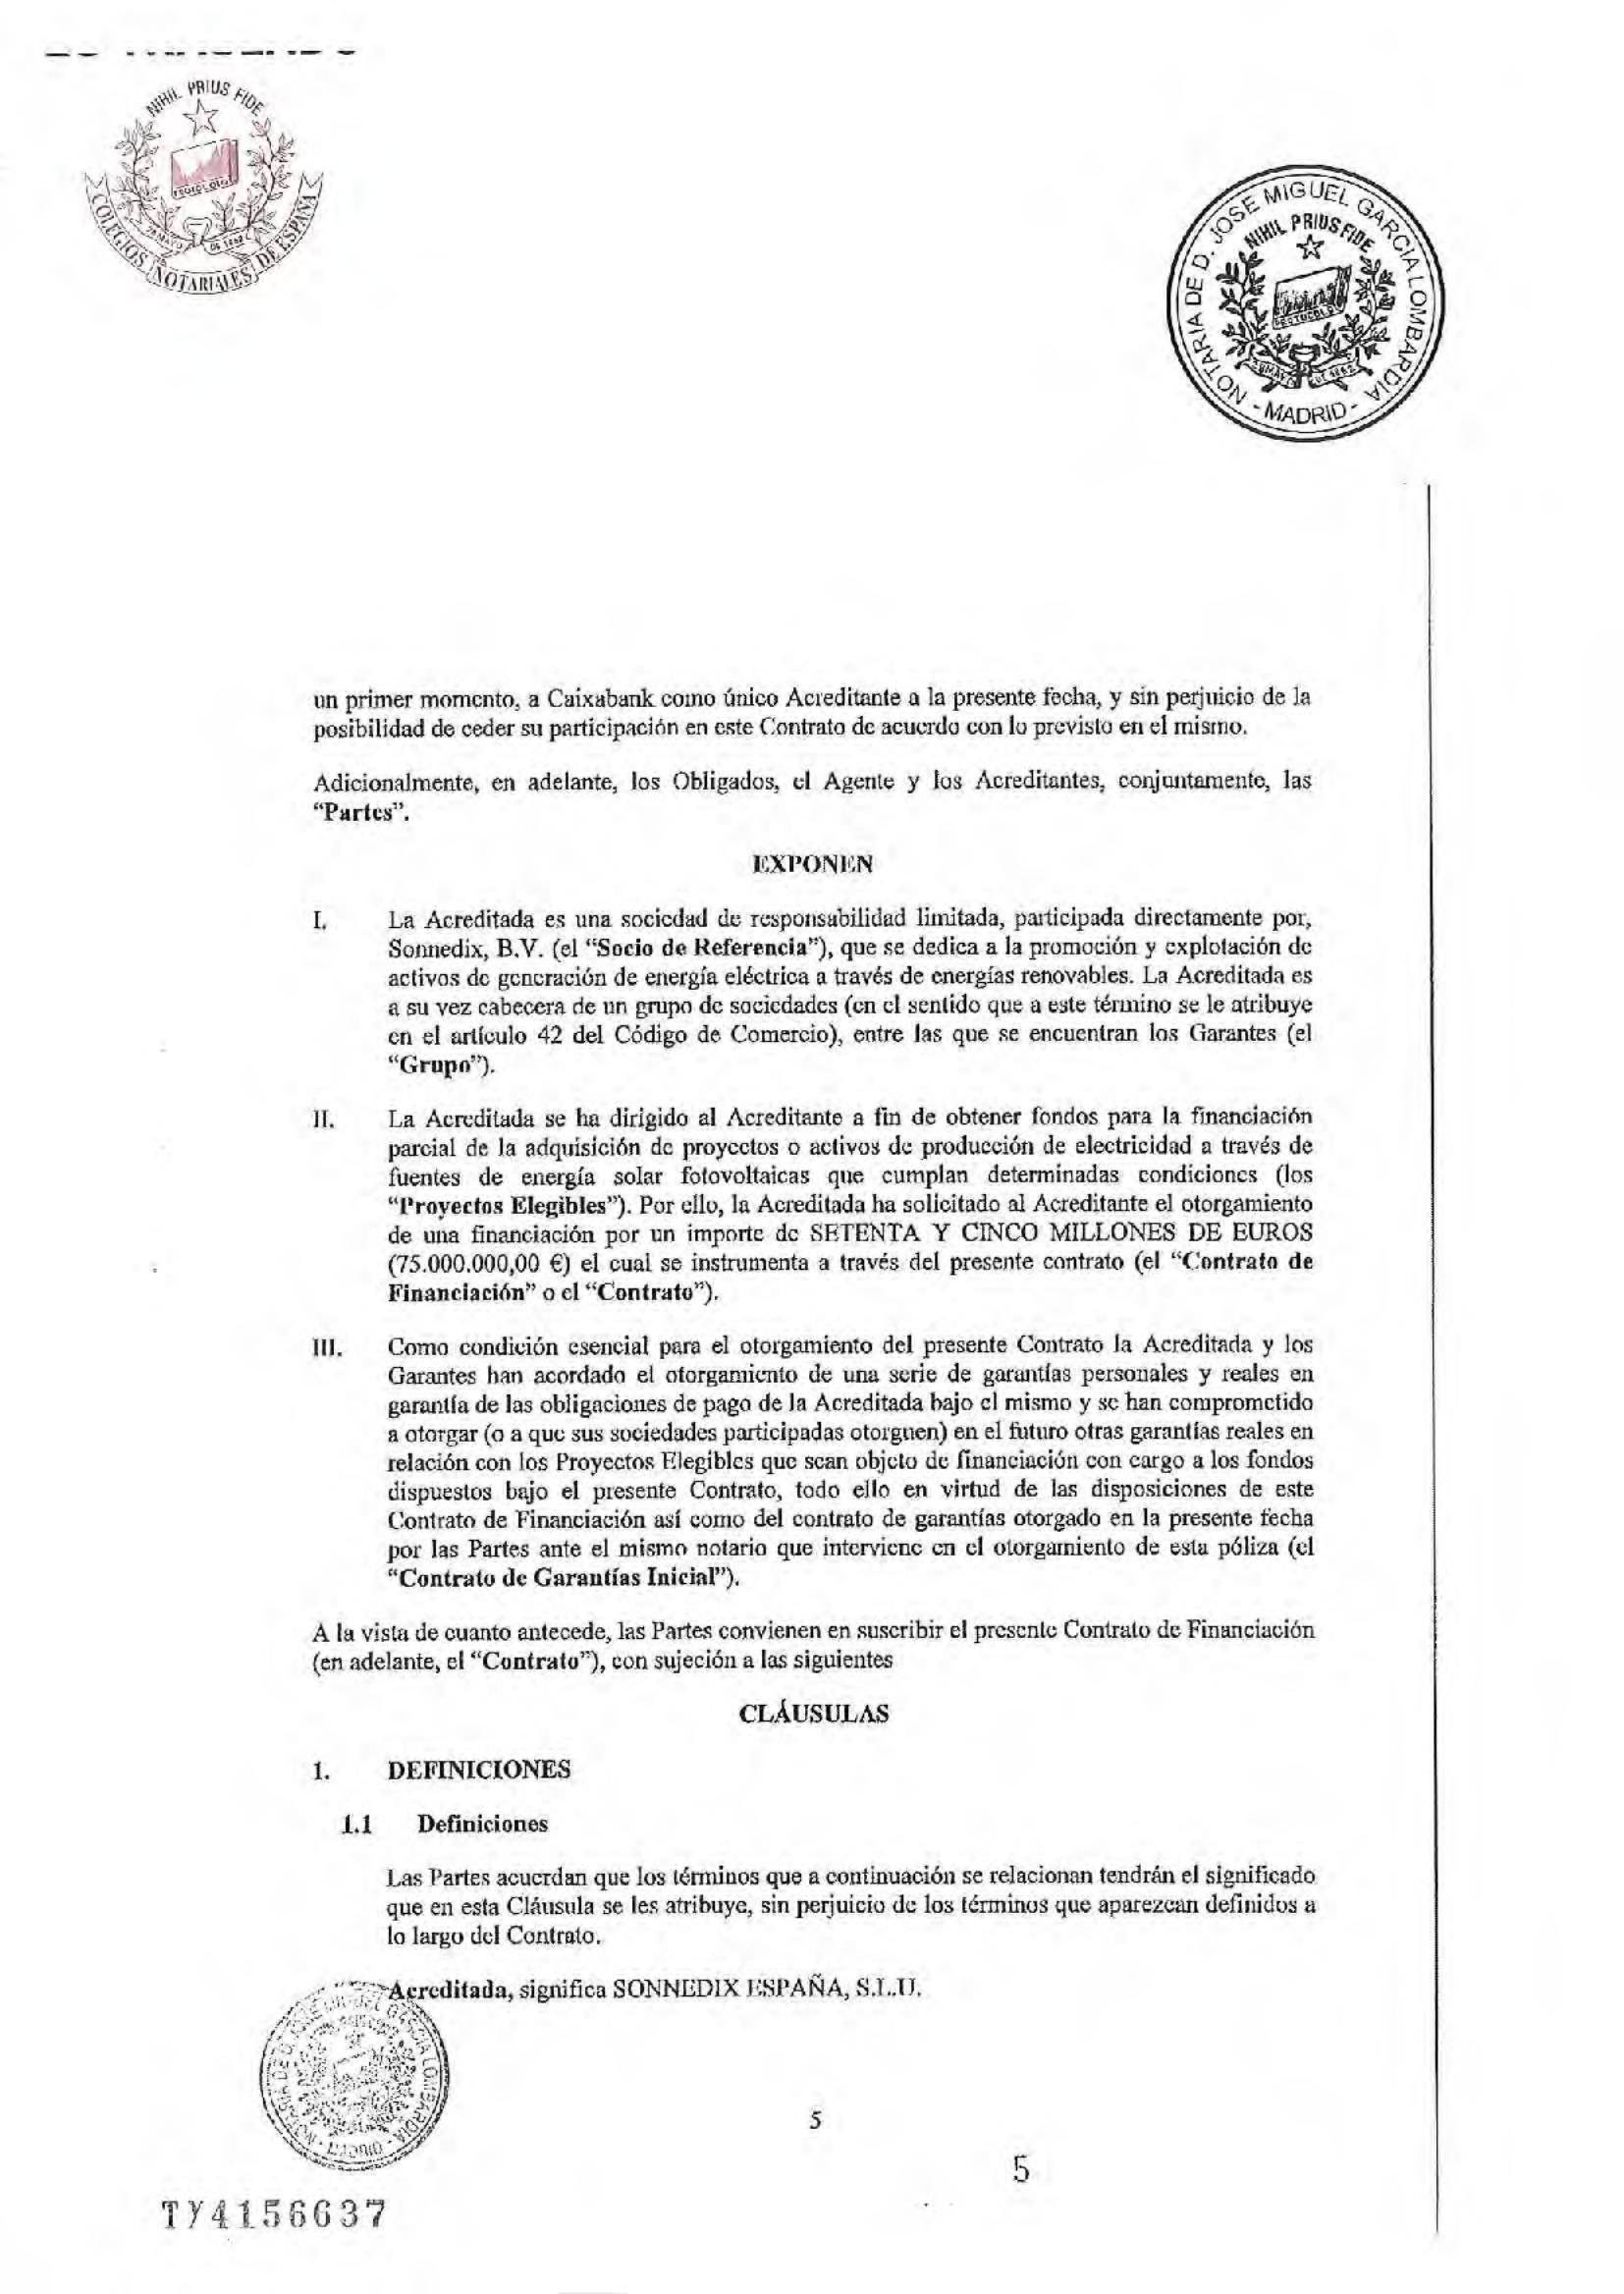 NIHIL PRIUS FIDE
COLEGIOS NOTARIALES DE ESPAÑA
NOTARIA DE D. JOSE MIGUEL GARCIA LOMBARDIA
NIHIL PRIUS FIDE
PROTOCOLO
- MADRID -
un primer momento, a Caixabank como único Acreditante a la presente fecha, y sin perjuicio de la
posibilidad de ceder su participación en este Contrato de acuerdo con lo previsto en el mismo.
Adicionalmente, en adelante, los Obligados, el Agente y los Acreditantes, conjuntamente, las
“Partes”.
EXPONEN
I. La Acreditada es una sociedad de responsabilidad limitada, participada directamente por,
Sonnedix, B.V. (el “Socio de Referencia”), que se dedica a la promoción y explotación de
activos de generación de energía eléctrica a través de energías renovables. La Acreditada es
a su vez cabecera de un grupo de sociedades (en el sentido que a este término se le atribuye
en el artículo 42 del Código de Comercio), entre las que se encuentran los Garantes (el
“Grupo”).
II. La Acreditada se ha dirigido al Acreditante a fin de obtener fondos para la financiación
parcial de la adquisición de proyectos o activos de producción de electricidad a través de
fuentes de energía solar fotovoltaicas que cumplan determinadas condiciones (los
“Proyectos Elegibles”). Por ello, la Acreditada ha solicitado al Acreditante el otorgamiento
de una financiación por un importe de SETENTA Y CINCO MILLONES DE EUROS
(75.000.000,00 €) el cual se instrumenta a través del presente contrato (el “Contrato de
Financiación” o el “Contrato”).
III. Como condición esencial para el otorgamiento del presente Contrato la Acreditada y los
Garantes han acordado el otorgamiento de una serie de garantías personales y reales en
garantía de las obligaciones de pago de la Acreditada bajo el mismo y se han comprometido
a otorgar (o a que sus sociedades participadas otorguen) en el futuro otras garantías reales en
relación con los Proyectos Elegibles que sean objeto de financiación con cargo a los fondos
dispuestos bajo el presente Contrato, todo ello en virtud de las disposiciones de este
Contrato de Financiación así como del contrato de garantías otorgado en la presente fecha
por las Partes ante el mismo notario que interviene en el otorgamiento de esta póliza (el
“Contrato de Garantías Inicial”).
A la vista de cuanto antecede, las Partes convienen en suscribir el presente Contrato de Financiación
(en adelante, el “Contrato”), con sujeción a las siguientes
CLÁUSULAS
1. DEFINICIONES
1.1 Definiciones
Las Partes acuerdan que los términos que a continuación se relacionan tendrán el significado
que en esta Cláusula se les atribuye, sin perjuicio de los términos que aparezcan definidos a
lo largo del Contrato.
Acreditada, significa SONNEDIX ESPAÑA, S.L.U.
5
5
TY4156637